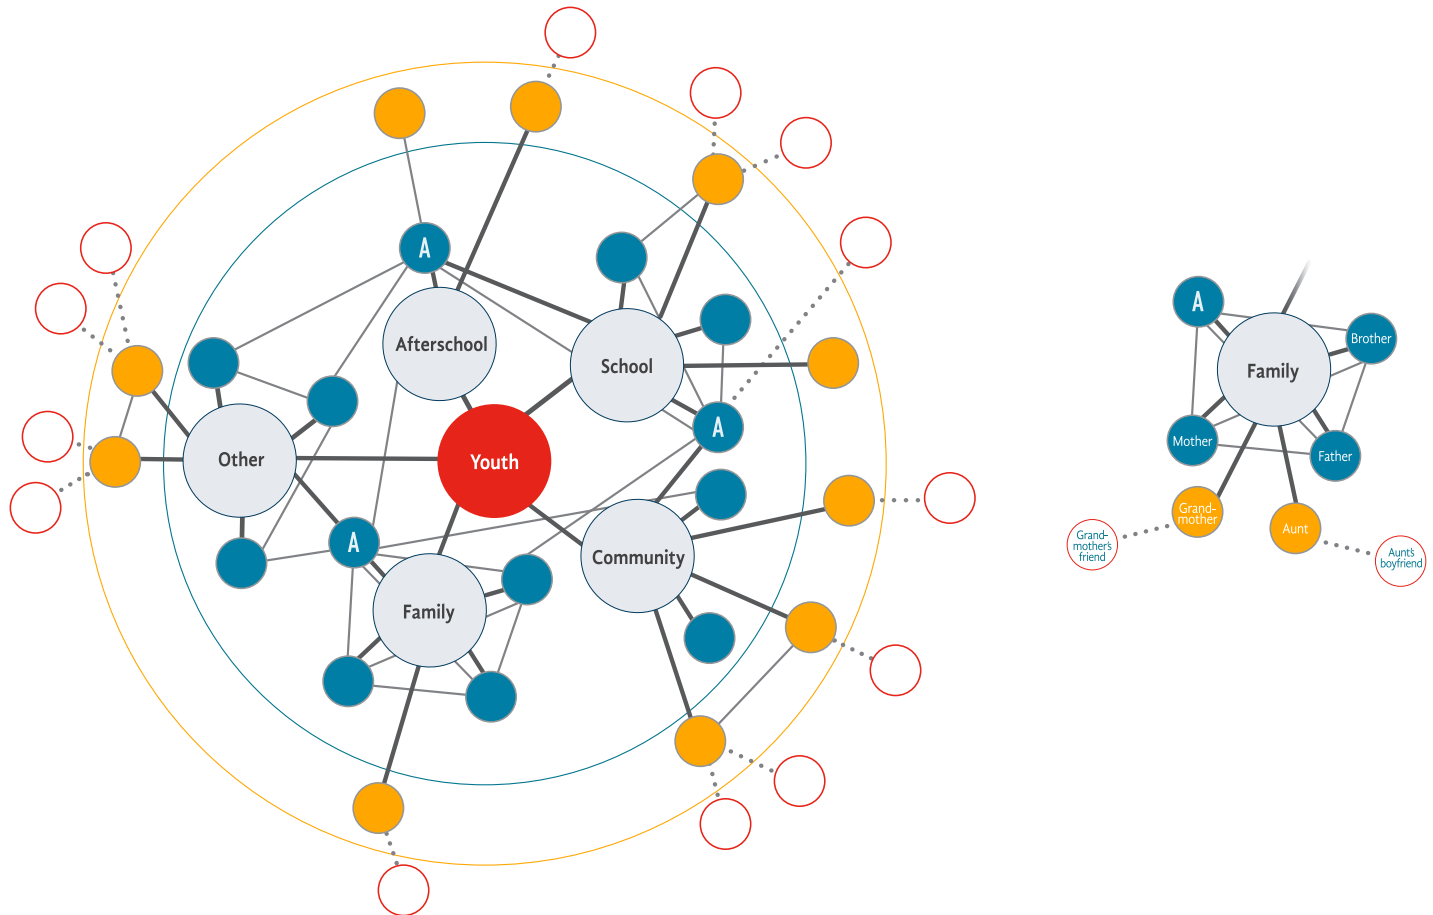 A
Afterschool
School
A
Other
Youth
A
Community
Family
A
Brother
Family
Mother
Father
Grand-
mother
Aunt
Grand-
mother's
friend
Aunt's
boyfriend